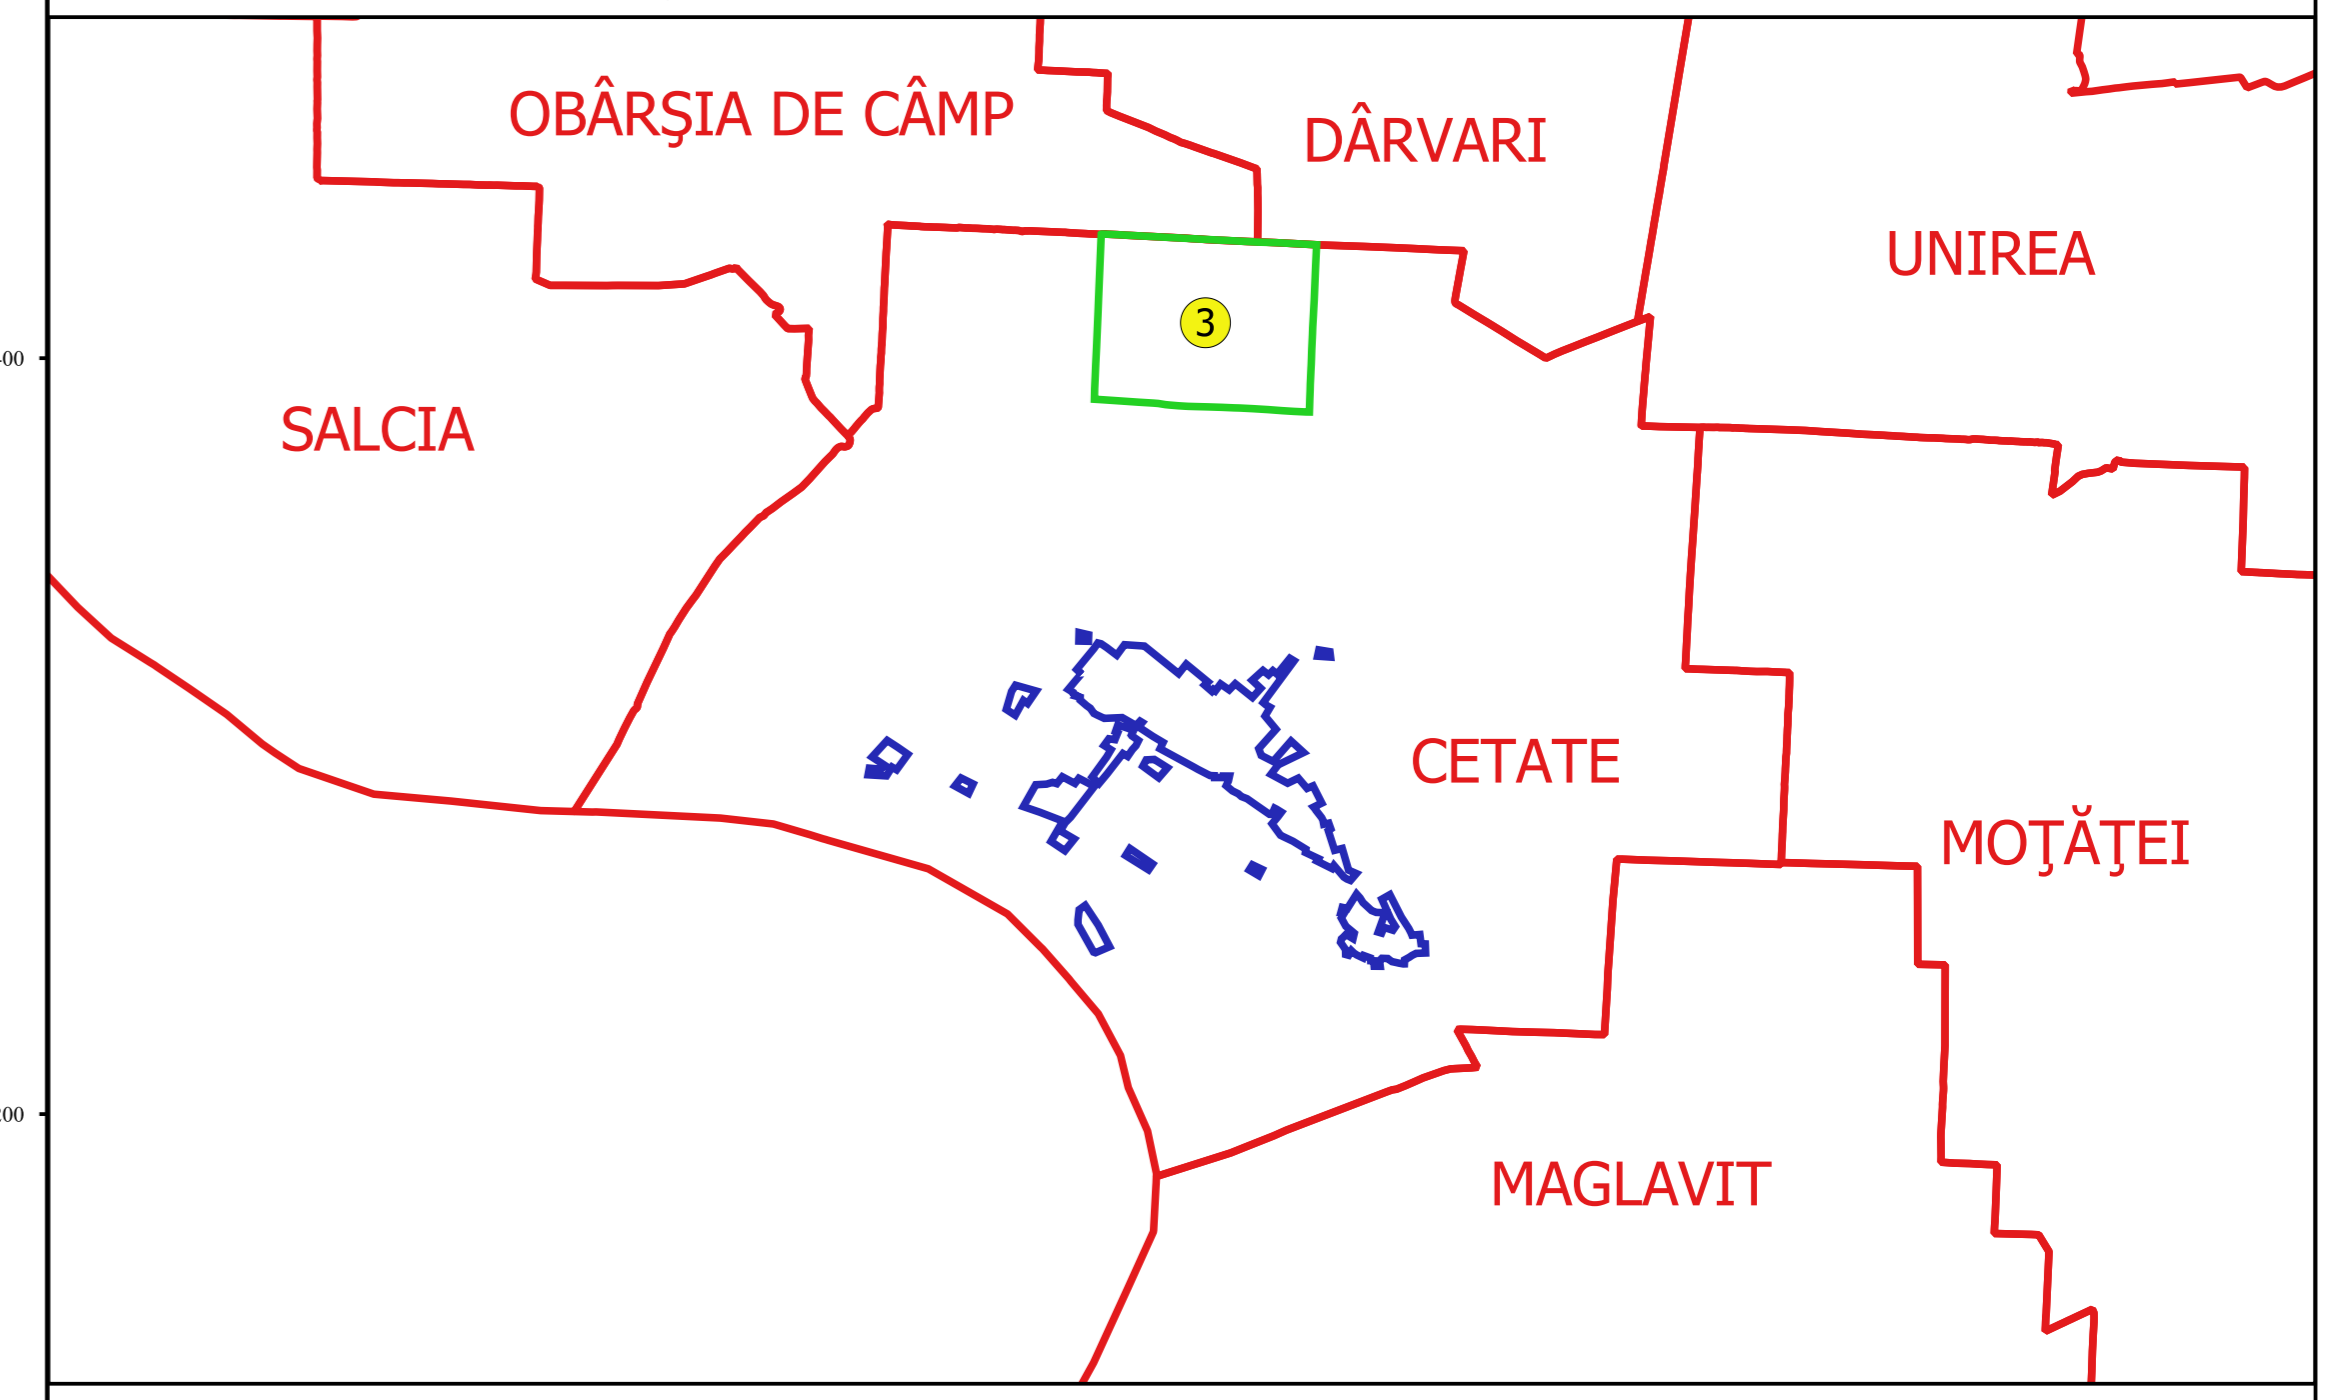 OBÂRŞIA DE CÂMP
DÂRVARI
UNIREA
3
SALCIA
CETATE
MOŢĂŢEI
MAGLAVIT